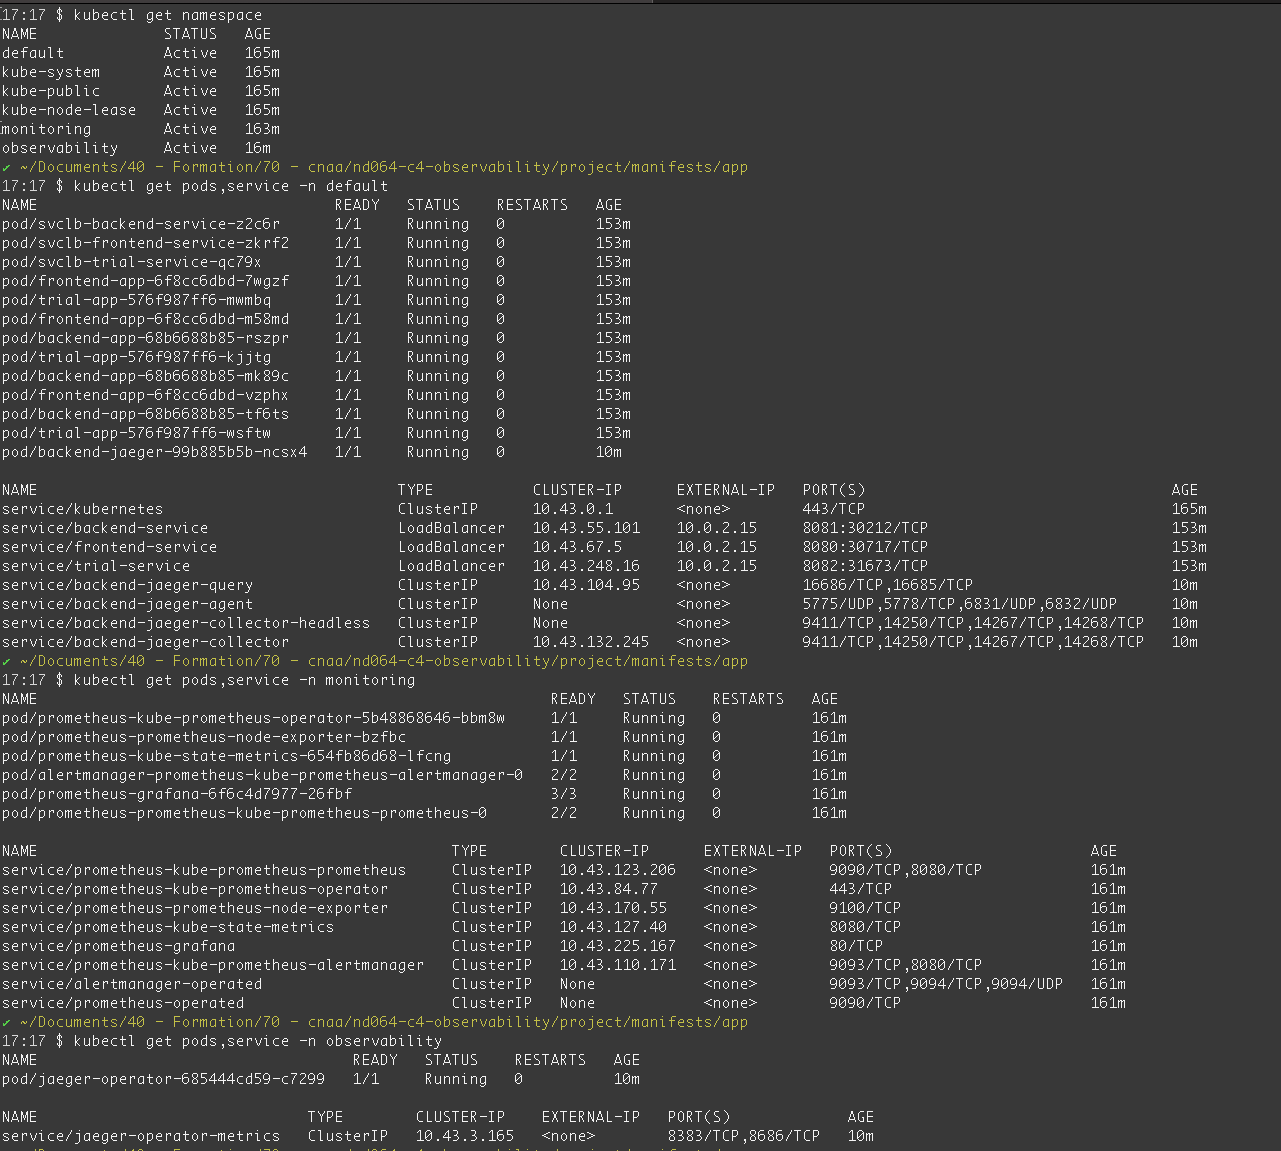 17:17 $ kubectl get namespace
NAME              STATUS   AGE
default           Active   165m
kube-system       Active   165m
kube-public       Active   165m
kube-node-lease   Active   165m
monitoring        Active   163m
observability     Active   16m
✔ ~/Documents/40 - Formation/70 - cnaa/nd064-c4-observability/project/manifests/app
17:17 $ kubectl get pods,service -n default
NAME                                 READY   STATUS    RESTARTS   AGE
pod/svclb-backend-service-z2c6r      1/1     Running   0          153m
pod/svclb-frontend-service-zkrf2     1/1     Running   0          153m
pod/svclb-trial-service-qc79x        1/1     Running   0          153m
pod/frontend-app-6f8cc6dbd-7wgzf     1/1     Running   0          153m
pod/trial-app-576f987ff6-mwmbq       1/1     Running   0          153m
pod/frontend-app-6f8cc6dbd-m58md     1/1     Running   0          153m
pod/backend-app-68b6688b85-rszpr     1/1     Running   0          153m
pod/trial-app-576f987ff6-kjjtg       1/1     Running   0          153m
pod/backend-app-68b6688b85-mk89c     1/1     Running   0          153m
pod/frontend-app-6f8cc6dbd-vzphx     1/1     Running   0          153m
pod/backend-app-68b6688b85-tf6ts     1/1     Running   0          153m
pod/trial-app-576f987ff6-wsftw       1/1     Running   0          153m
pod/backend-jaeger-99b885b5b-ncsx4   1/1     Running   0          10m
NAME                                        TYPE           CLUSTER-IP      EXTERNAL-IP   PORT(S)                                  AGE
service/kubernetes                          ClusterIP      10.43.0.1       <none>        443/TCP                                  165m
service/backend-service                     LoadBalancer   10.43.55.101    10.0.2.15     8081:30212/TCP                           153m
service/frontend-service                    LoadBalancer   10.43.67.5      10.0.2.15     8080:30717/TCP                           153m
service/trial-service                       LoadBalancer   10.43.248.16    10.0.2.15     8082:31673/TCP                           153m
service/backend-jaeger-query                ClusterIP      10.43.104.95    <none>        16686/TCP,16685/TCP                      10m
service/backend-jaeger-agent                ClusterIP      None            <none>        5775/UDP,5778/TCP,6831/UDP,6832/UDP      10m
service/backend-jaeger-collector-headless   ClusterIP      None            <none>        9411/TCP,14250/TCP,14267/TCP,14268/TCP   10m
service/backend-jaeger-collector            ClusterIP      10.43.132.245   <none>        9411/TCP,14250/TCP,14267/TCP,14268/TCP   10m
✔ ~/Documents/40 - Formation/70 - cnaa/nd064-c4-observability/project/manifests/app
17:17 $ kubectl get pods,service -n monitoring
NAME                                                         READY   STATUS    RESTARTS   AGE
pod/prometheus-kube-prometheus-operator-5b48868646-bbm8w     1/1     Running   0          161m
pod/prometheus-prometheus-node-exporter-bzfbc                1/1     Running   0          161m
pod/prometheus-kube-state-metrics-654fb86d68-lfcng           1/1     Running   0          161m
pod/alertmanager-prometheus-kube-prometheus-alertmanager-0   2/2     Running   0          161m
pod/prometheus-grafana-6f6c4d7977-26fbf                      3/3     Running   0          161m
pod/prometheus-prometheus-kube-prometheus-prometheus-0       2/2     Running   0          161m
NAME                                              TYPE        CLUSTER-IP      EXTERNAL-IP   PORT(S)                      AGE
service/prometheus-kube-prometheus-prometheus     ClusterIP   10.43.123.206   <none>        9090/TCP,8080/TCP            161m
service/prometheus-kube-prometheus-operator       ClusterIP   10.43.84.77     <none>        443/TCP                      161m
service/prometheus-prometheus-node-exporter       ClusterIP   10.43.170.55    <none>        9100/TCP                     161m
service/prometheus-kube-state-metrics             ClusterIP   10.43.127.40    <none>        8080/TCP                     161m
service/prometheus-grafana                        ClusterIP   10.43.225.167   <none>        80/TCP                       161m
service/prometheus-kube-prometheus-alertmanager   ClusterIP   10.43.110.171   <none>        9093/TCP,8080/TCP            161m
service/alertmanager-operated                     ClusterIP   None            <none>        9093/TCP,9094/TCP,9094/UDP   161m
service/prometheus-operated                       ClusterIP   None            <none>        9090/TCP                     161m
✔ ~/Documents/40 - Formation/70 - cnaa/nd064-c4-observability/project/manifests/app
17:17 $ kubectl get pods,service -n observability
NAME                                   READY   STATUS    RESTARTS   AGE
pod/jaeger-operator-685444cd59-c7299   1/1     Running   0          10m
NAME                              TYPE        CLUSTER-IP    EXTERNAL-IP   PORT(S)             AGE
service/jaeger-operator-metrics   ClusterIP   10.43.3.165   <none>        8383/TCP,8686/TCP   10m